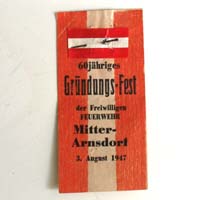 60jähriges
Gründungs-Fest
der Freiwilligen
FEUERWEHR
Mitter-
Arnsdorf
3. August 1947